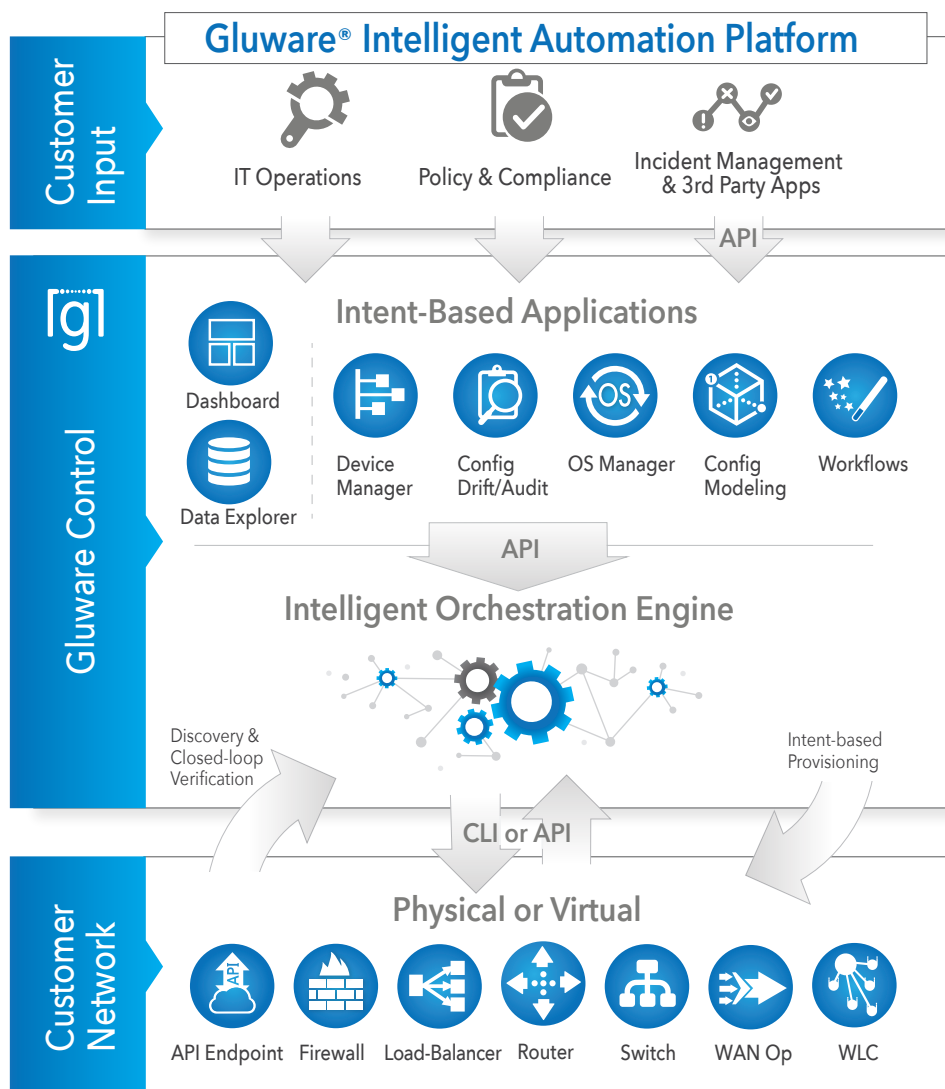 Gluware® Intelligent Automation Platform
Customer
Input
IT Operations
Policy & Compliance
Incident Management
& 3rd Party Apps
API
[g]
Gluware Control
Intent-Based Applications
Dashboard
Data Explorer
OS
1
Device
Manager
Config
Drift/Audit
OS Manager
Config
Modeling
Workflows
API
Intelligent Orchestration Engine
Discovery &
Closed-loop
Verification
Intent-based
Provisioning
CLI or API
Customer
Network
Physical or Virtual
API
API Endpoint
Firewall
Load-Balancer
Router
Switch
WAN Op
WLC